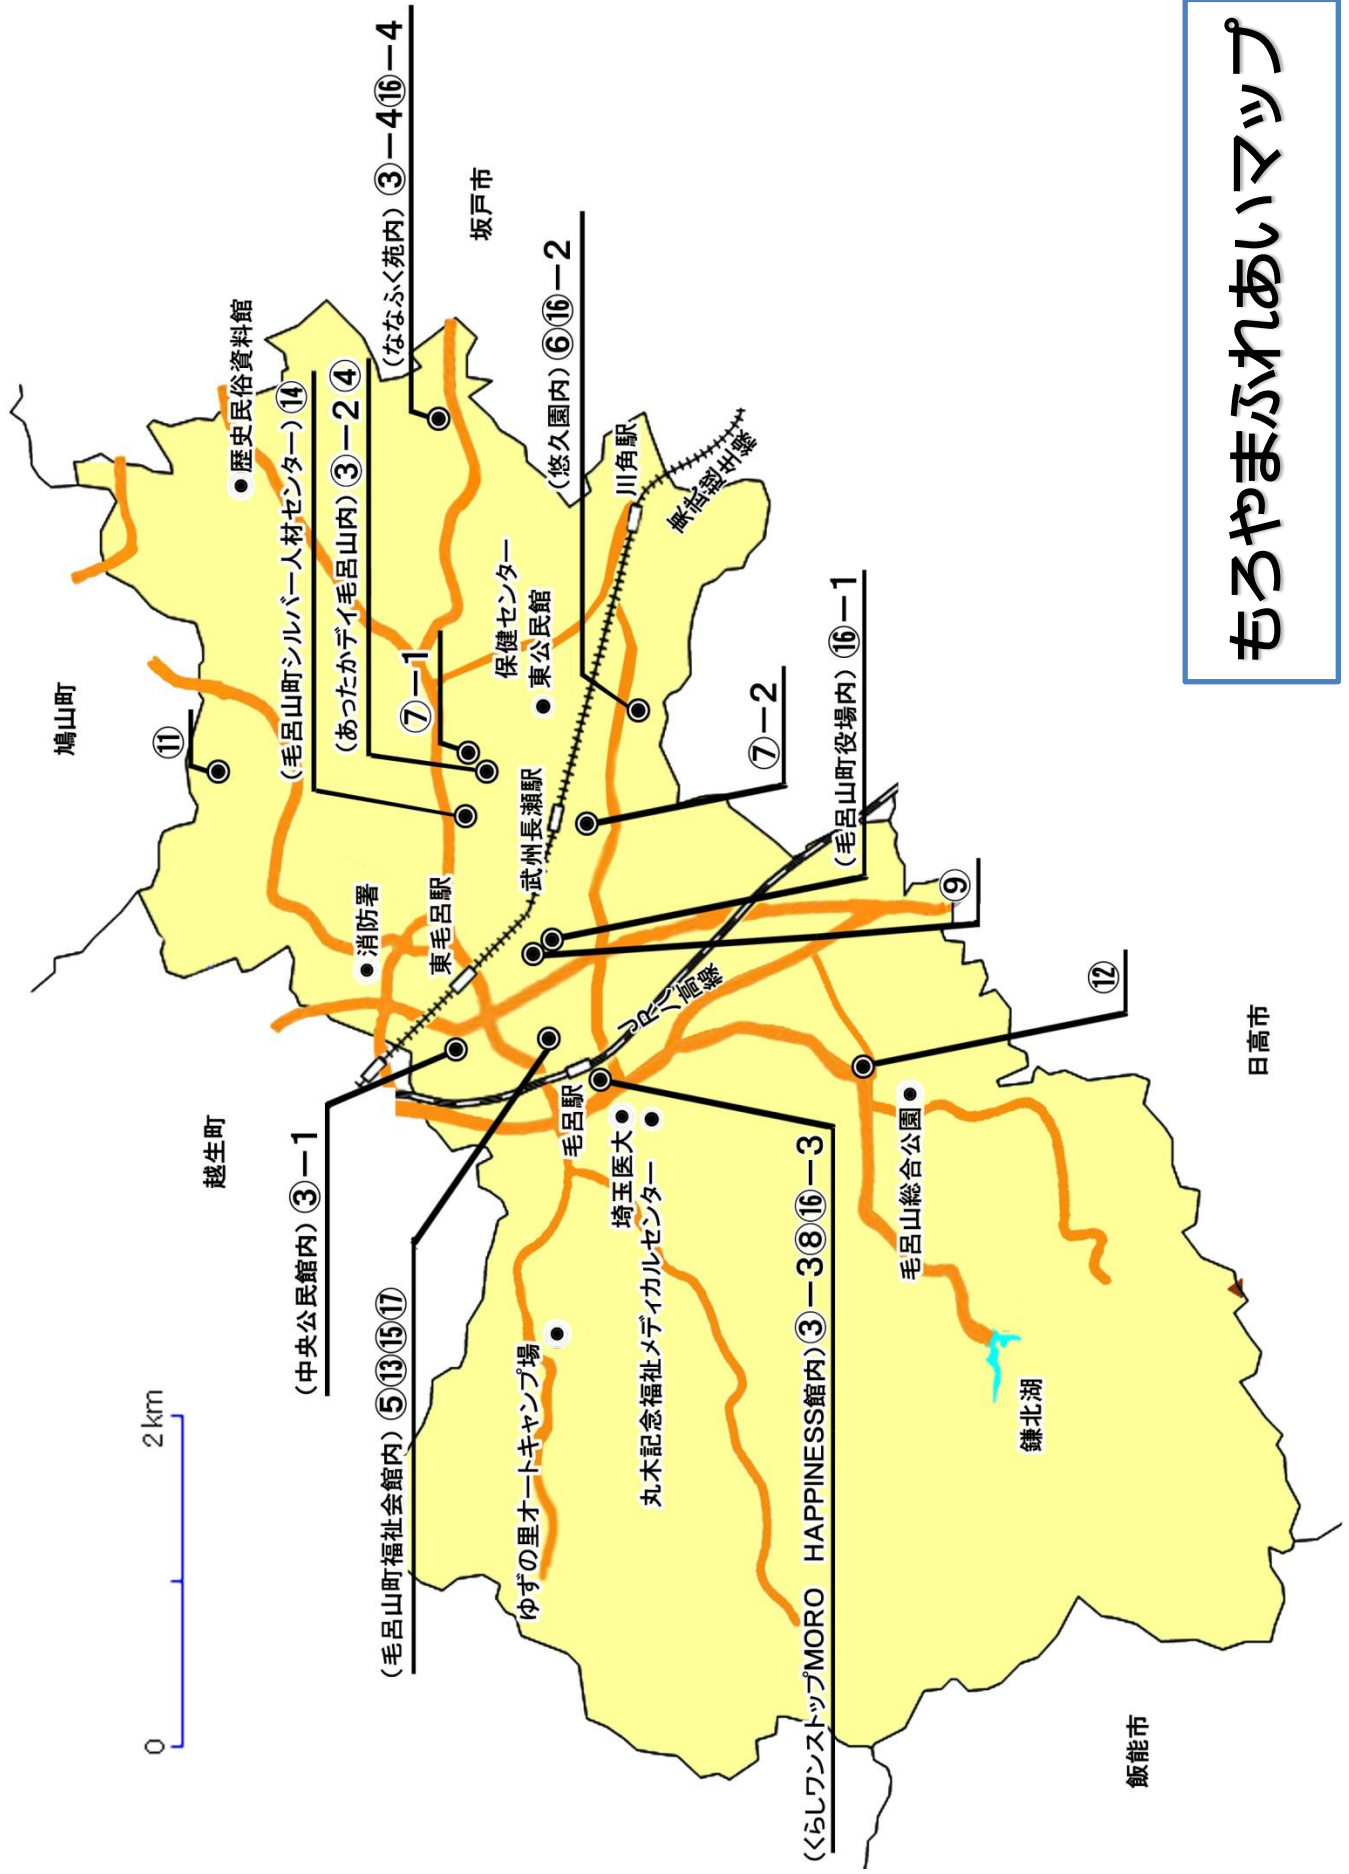 もろやまふれあいマップ
鳩山町
⑪
歴史民俗資料館
(毛呂山町シルバー人材センター)⑭
(あったかデイ毛呂山内)③－2④
(ななふく苑内)③－4⑯－4
坂戸市
⑦－1
保健センター
東公民館
(悠久園内)⑥⑯－2
川角駅
東武越生線
消防署
東毛呂駅
武州長瀬駅
⑦－2
(毛呂山町役場内)⑯－1
⑨
⑫
日高市
越生町
(中央公民館内)③－1
(毛呂山町福祉会館内)⑤⑬⑮⑰
毛呂駅
JR八高線
埼玉医大
丸木記念福祉メディカルセンター
ゆずの里オートキャンプ場
(くらしワンストップMORO HAPPINESS館内)③－3⑧⑯－3
毛呂山総合公園
鎌北湖
飯能市
0 2km